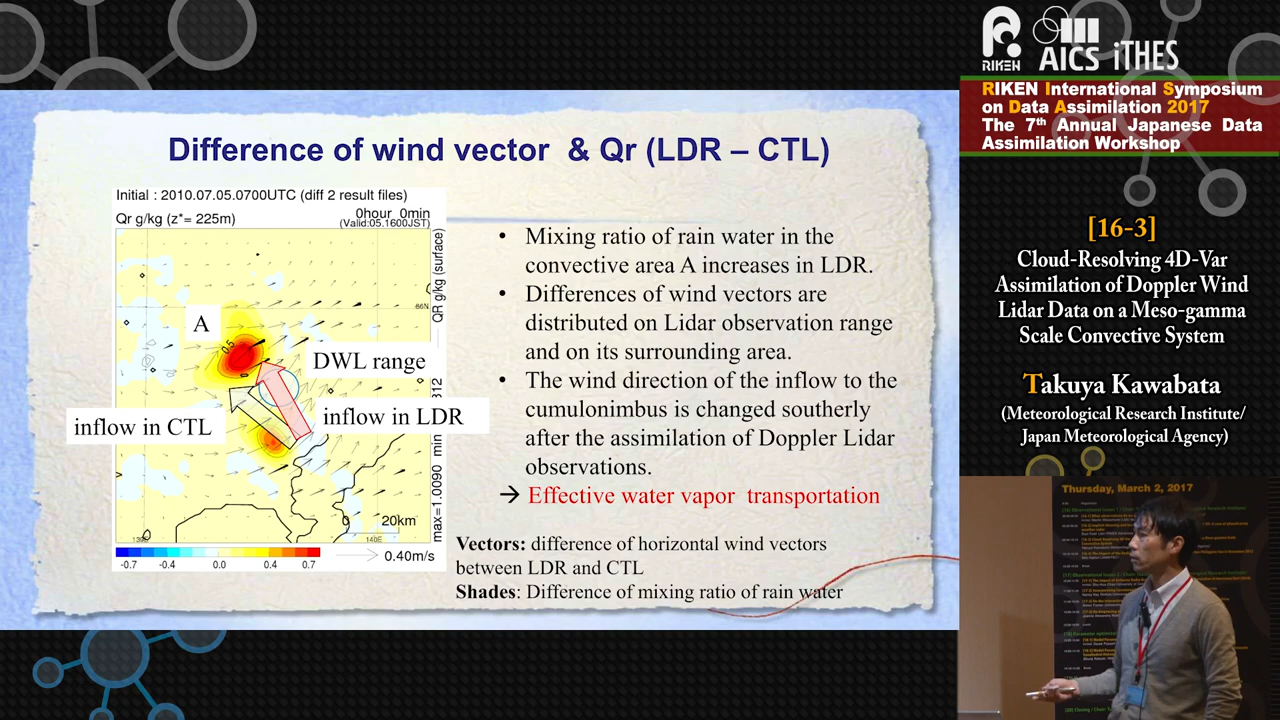 Difference of wind vector & Qr (LDR – CTL)
Initial : 2010.07.05.0700UTC (diff 2 result files)
Qr g/kg (z*= 225m)
0hour 0min
(Valid:05.1600JST)
QR g/kg (surface)
A
0.5
DWL range
inflow in CTL
inflow in LDR
0 20km
140E
max=1.0090 min
312
-0.7 -0.4 0.0 0.4 0.7
0.40m/s
• Mixing ratio of rain water in the
convective area A increases in LDR.
• Differences of wind vectors are
distributed on Lidar observation range
and on its surrounding area.
• The wind direction of the inflow to the
cumulonimbus is changed southerly
after the assimilation of Doppler Lidar
observations.
→ Effective water vapor transportation
Vectors: difference of horizontal wind vectors
between LDR and CTL
Shades: Difference of mixing ratio of rain water
RIKEN AICS iTHES
RIKEN International Symposium
on Data Assimilation 2017
The 7th Annual Japanese Data
Assimilation Workshop
[16-3]
Cloud-Resolving 4D-Var
Assimilation of Doppler Wind
Lidar Data on a Meso-gamma
Scale Convective System
Takuya Kawabata
(Meteorological Research Institute/
Japan Meteorological Agency)
Thursday, March 2, 2017